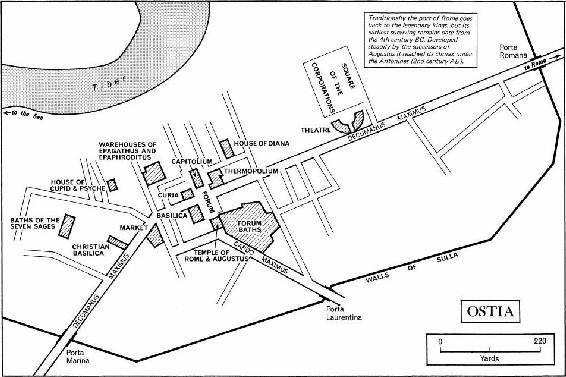 Traditionally the port of Rome goes
back to the legendary kings, but its
earliest surviving remains date from
the 4th century BC. Developed
steadily by the successors of
Augustus it reached its climax under
the Antonines (2nd century AD).
Porta
Romana
to Rome
TIBER
to the Sea
SQUARE
OF THE
CORPORATIONS
THEATRE
DECUMANUS MAXIMUS
WAREHOUSES OF
EPAGATHUS AND
EPAPHRODITUS
HOUSE OF DIANA
CAPITOLIUM
THERMOPOLIUM
HOUSE OF
CUPID & PSYCHE
CURIA
FORUM
BASILICA
BATHS OF THE
SEVEN SAGES
MARKET
FORUM
BATHS
CHRISTIAN
BASILICA
TEMPLE OF
ROME & AUGUSTUS
CARDO MAXIMUS
WALLS OF SULLA
DECUMANUS MAXIMUS
Porta
Laurentina
Porta
Marina
OSTIA
0 220
Yards